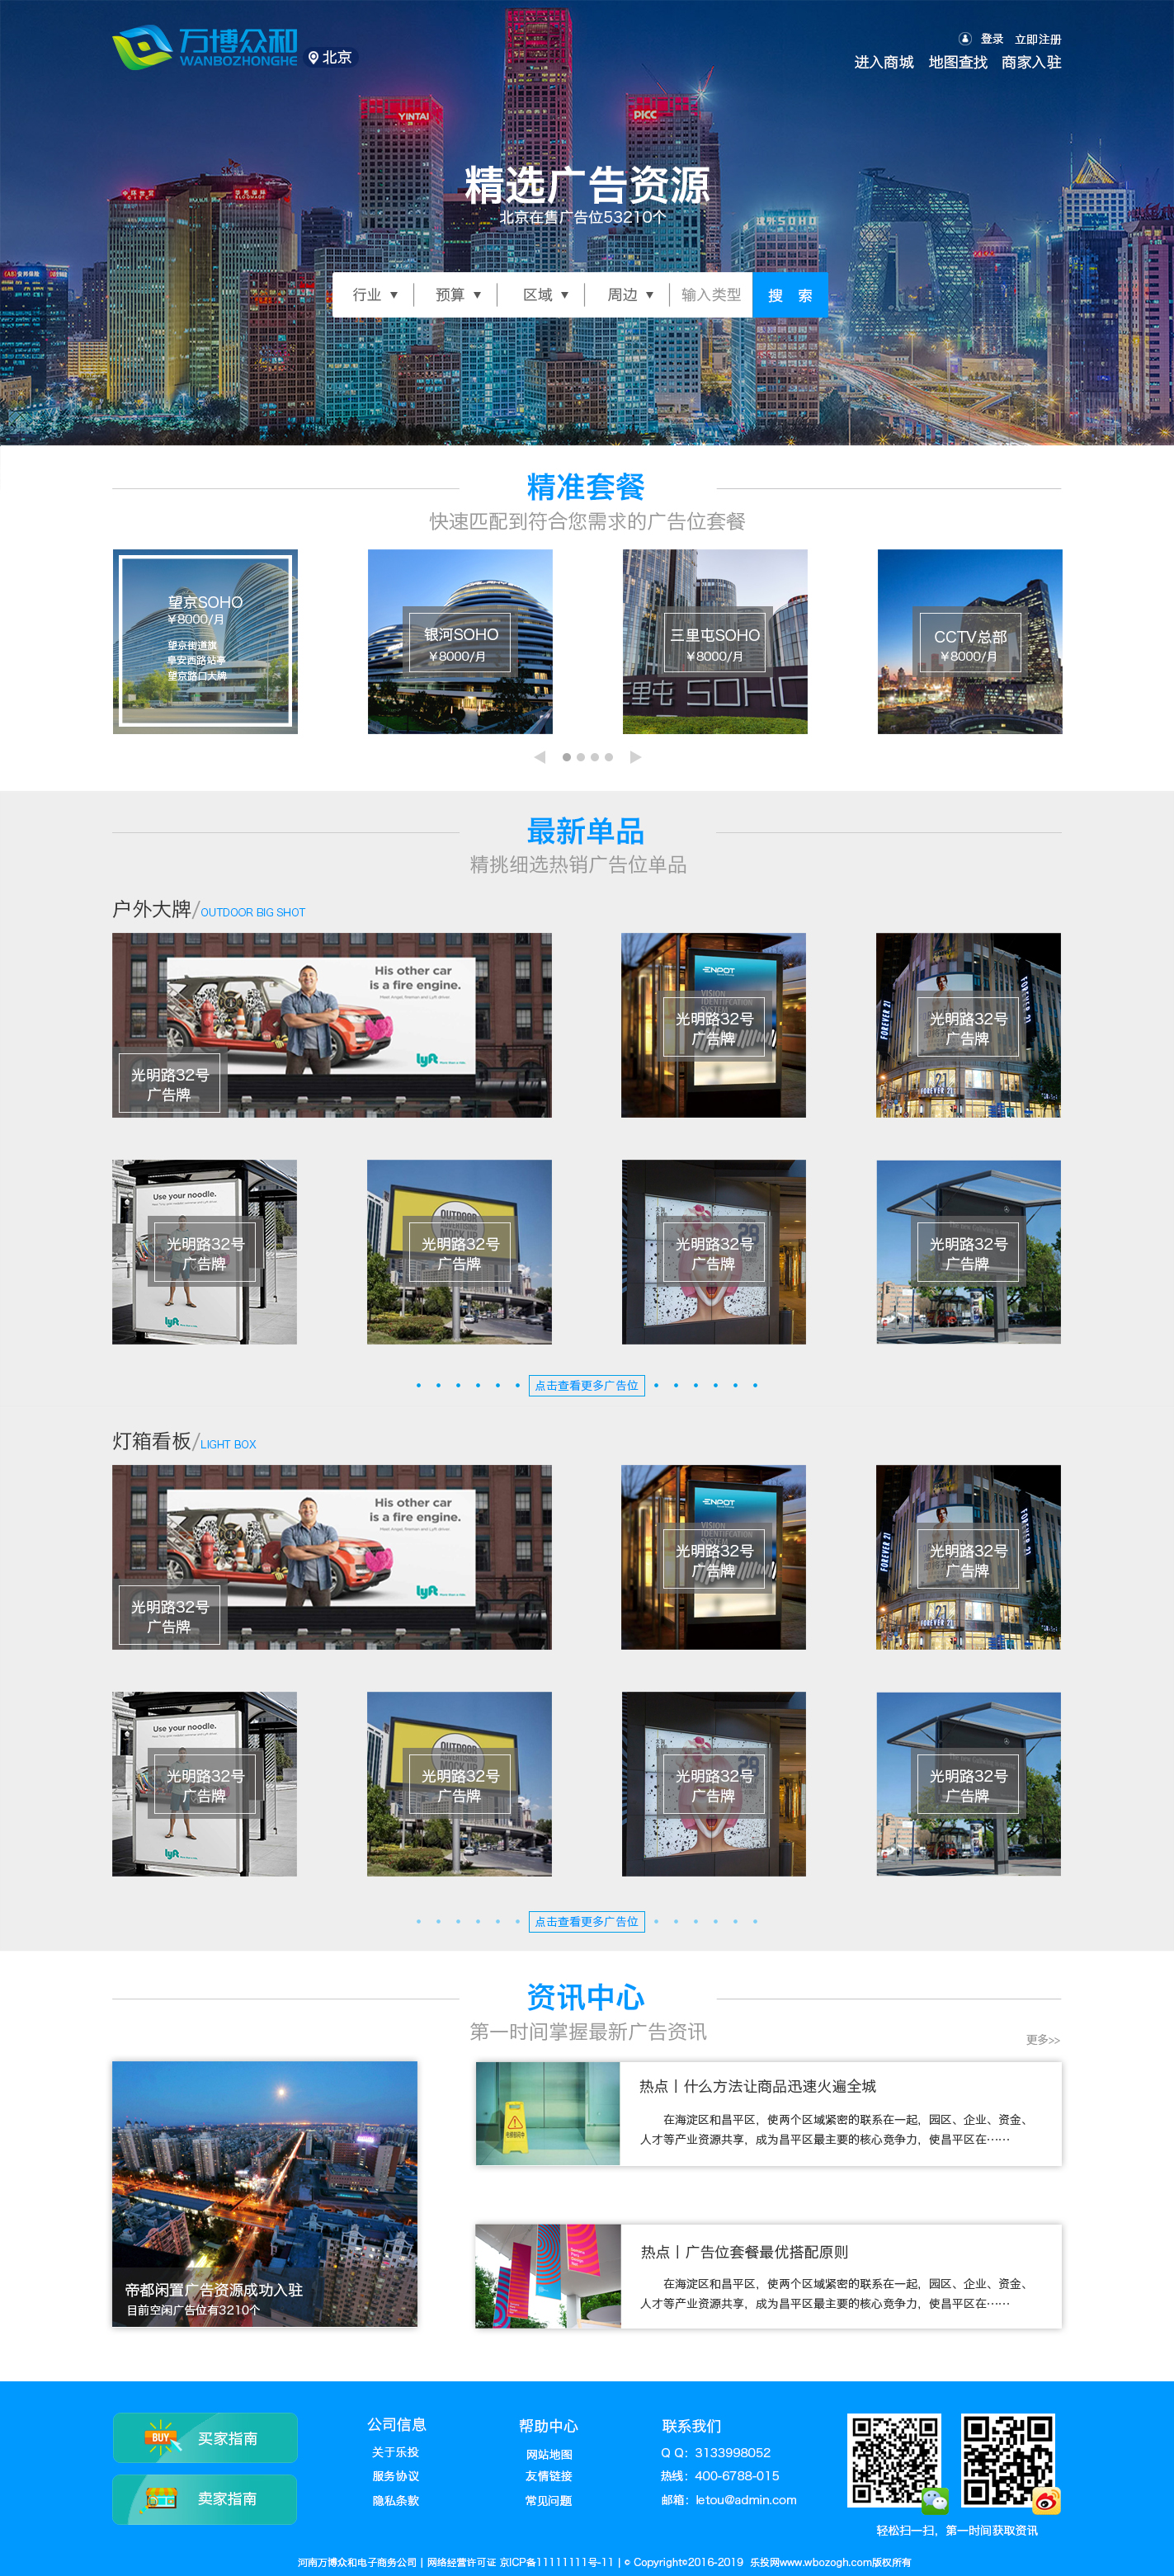 万博众和
WANBOZHONGHE
北京
登录 立即注册
进入商城 地图查找 商家入驻
YINTAI
PICC
建外SOHO
精选广告资源
北京在售广告位53210个
行业 ▼ 预算 ▼ 区域 ▼ 周边 ▼ 输入类型 搜 索
精准套餐
快速匹配到符合您需求的广告位套餐
望京SOHO
¥8000/月
望京街道旗
阜安西路站亭
望京路口大牌
银河SOHO
¥8000/月
三里屯SOHO
¥8000/月
CCTV总部
¥8000/月
最新单品
精挑细选热销广告位单品
户外大牌/OUTDOOR BIG SHOT
His other car
is a fire engine.
lyft
光明路32号
广告牌
ENPOT
VISION
IDENTIFICATION
SYSTEM
光明路32号
广告牌
FOREVER 21
光明路32号
广告牌
Use your noodle.
光明路32号
广告牌
lyft
OUTDOOR
光明路32号
广告牌
光明路32号
广告牌
光明路32号
广告牌
点击查看更多广告位
灯箱看板/LIGHT BOX
His other car
is a fire engine.
lyft
光明路32号
广告牌
ENPOT
VISION
IDENTIFICATION
SYSTEM
光明路32号
广告牌
FOREVER 21
光明路32号
广告牌
Use your noodle.
光明路32号
广告牌
lyft
OUTDOOR
光明路32号
广告牌
光明路32号
广告牌
光明路32号
广告牌
点击查看更多广告位
资讯中心
第一时间掌握最新广告资讯
更多>>
帝都闲置广告资源成功入驻
目前空闲广告位有3210个
热点丨什么方法让商品迅速火遍全城
在海淀区和昌平区，使两个区域紧密的联系在一起，园区、企业、资金、
人才等产业资源共享，成为昌平区最主要的核心竞争力，使昌平区在……
热点丨广告位套餐最优搭配原则
在海淀区和昌平区，使两个区域紧密的联系在一起，园区、企业、资金、
人才等产业资源共享，成为昌平区最主要的核心竞争力，使昌平区在……
BUY 买家指南
卖家指南
公司信息
关于乐投
服务协议
隐私条款
帮助中心
网站地图
友情链接
常见问题
联系我们
Q Q：3133998052
热线：400-6788-015
邮箱：letou@admin.com
轻松扫一扫，第一时间获取资讯
河南万博众和电子商务公司 | 网络经营许可证 京ICP备11111111号-11 | © Copyright©2016-2019 乐投网www.wbozogh.com版权所有